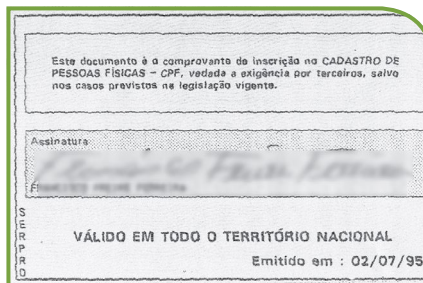 Este documento é o comprovante de inscrição no CADASTRO DE
PESSOAS FÍSICAS – CPF, vedada a exigência por terceiros, salvo
nos casos previstos na legislação vigente.
Assinatura
SERPRO
VÁLIDO EM TODO O TERRITÓRIO NACIONAL
Emitido em : 02/07/95